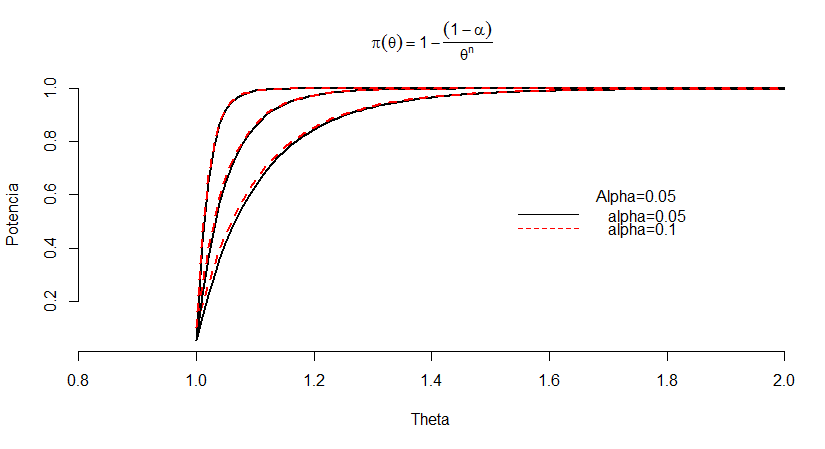 π(θ) = 1 − (1 − α) / θⁿ
Potencia
1.0
0.8
0.6
0.4
0.2
Alpha=0.05
alpha=0.05
alpha=0.1
0.8 1.0 1.2 1.4 1.6 1.8 2.0
Theta